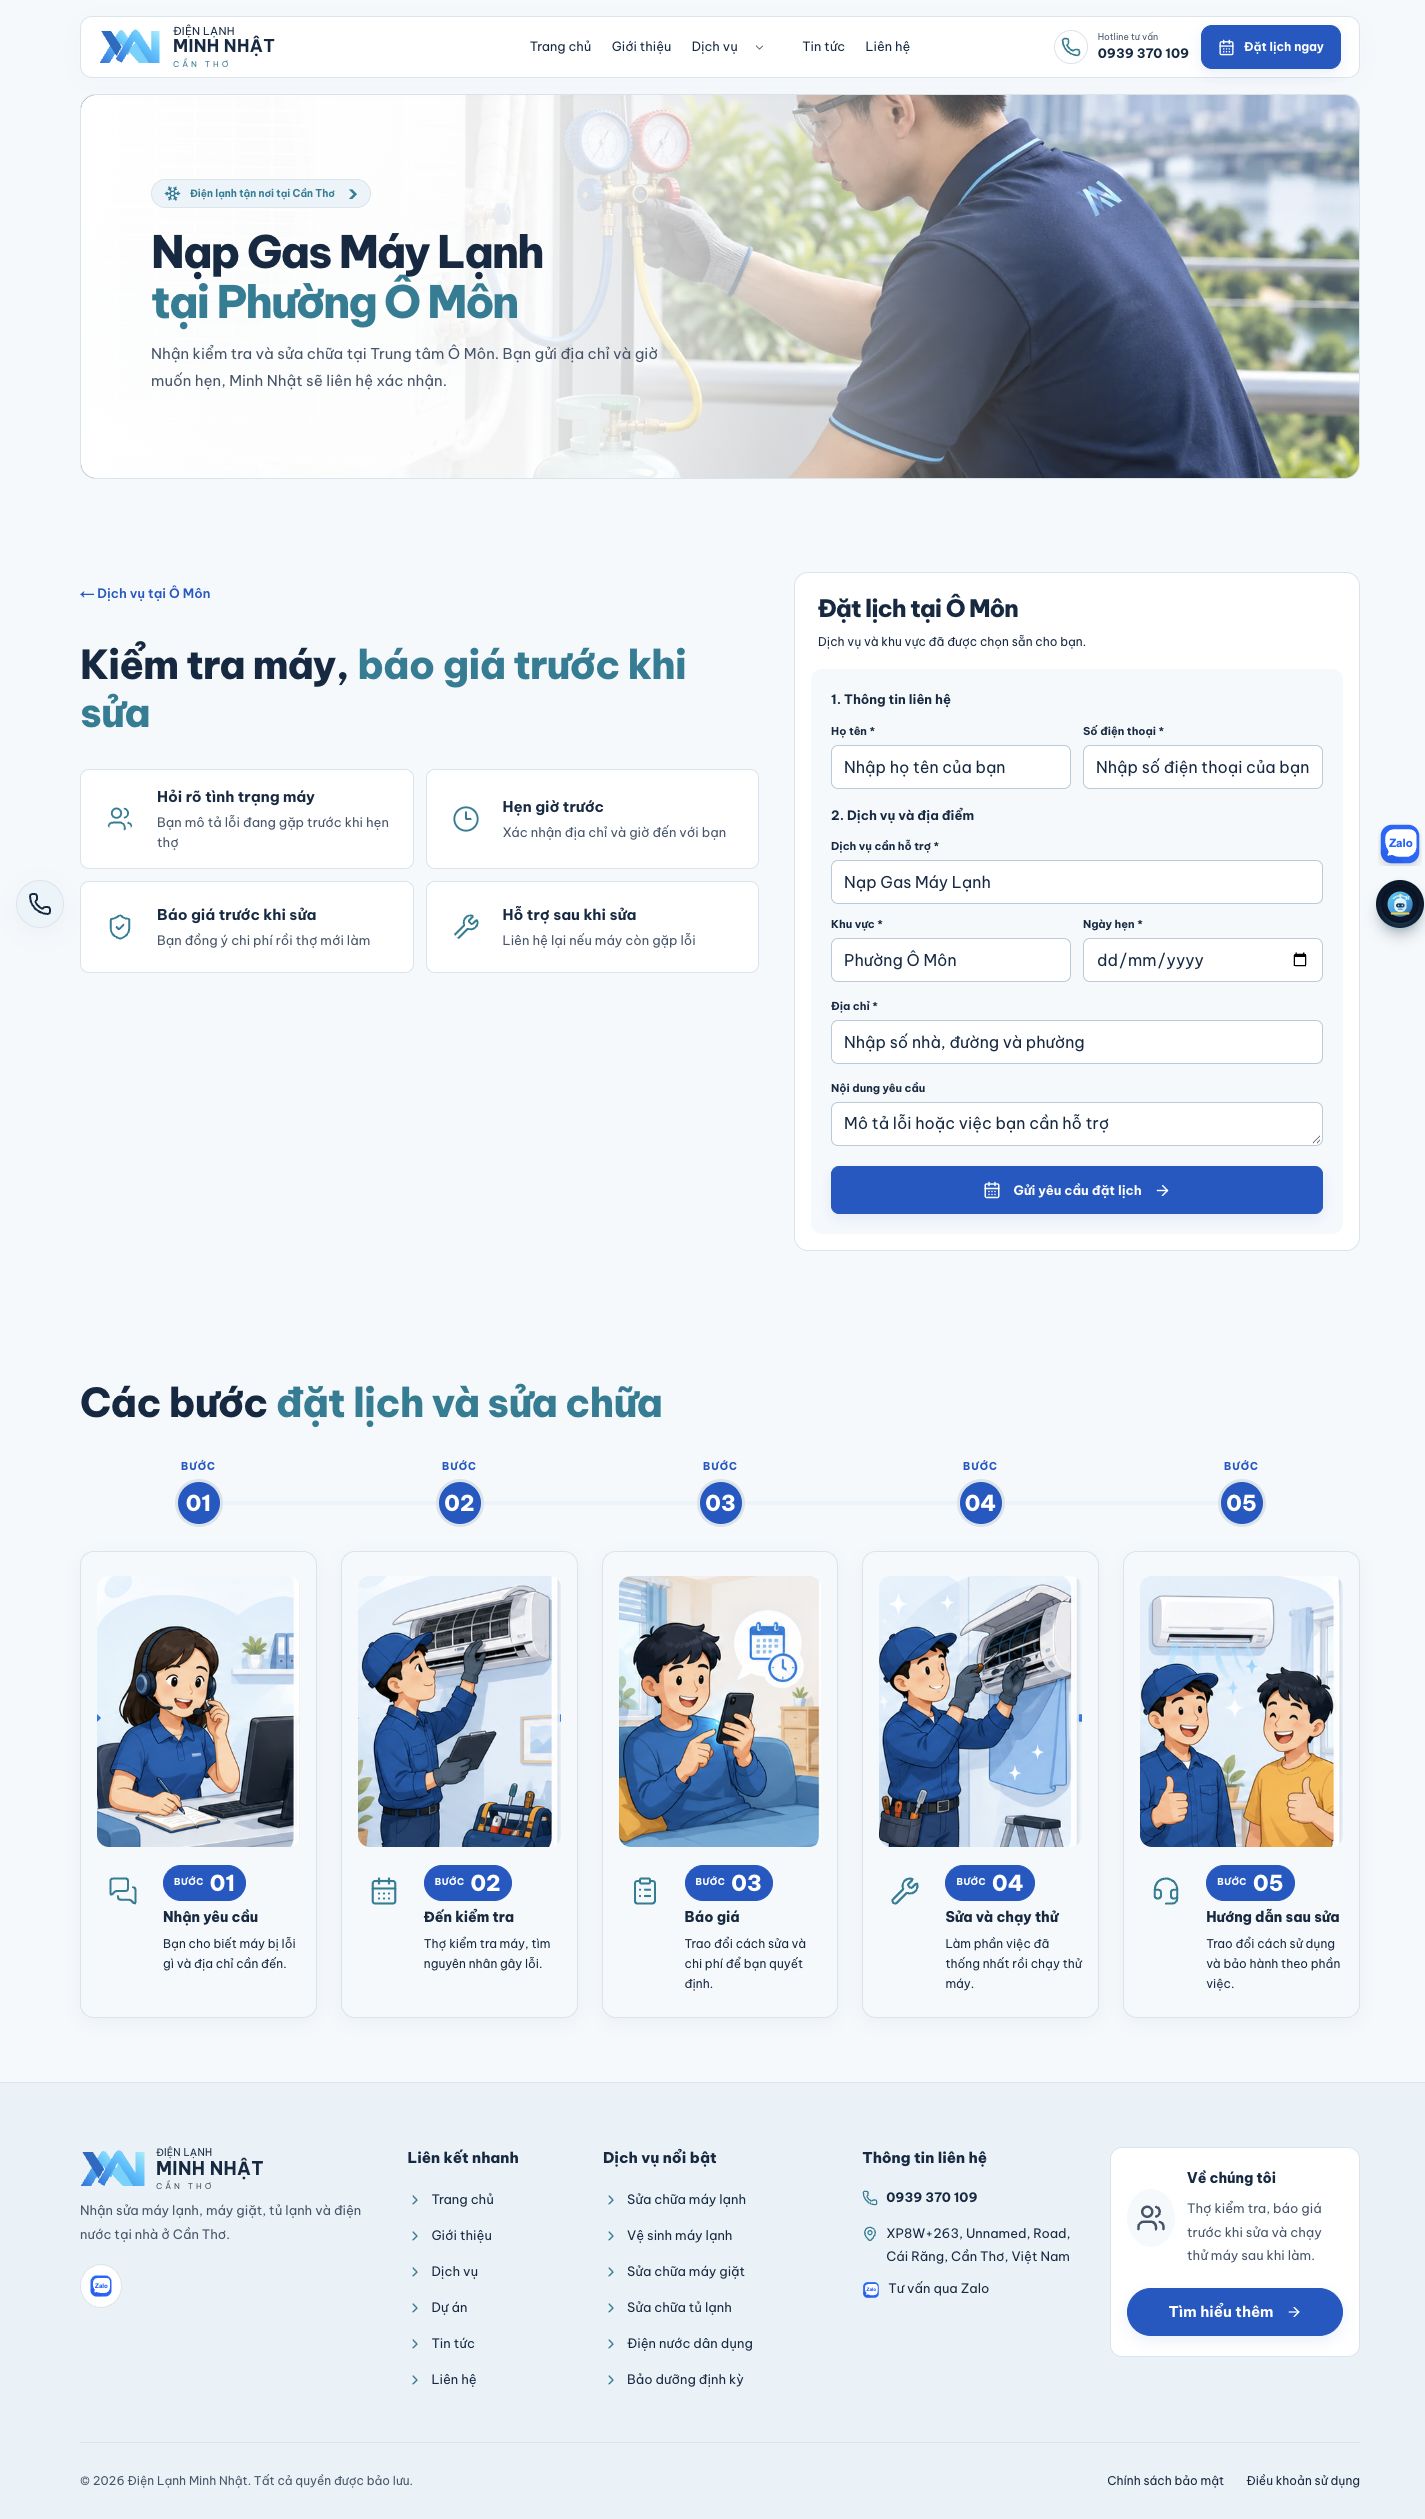 ĐIỆN LẠNH
MINH NHẬT
CẦN THƠ
Trang chủ
Giới thiệu
Dịch vụ
Tin tức
Liên hệ
Hotline tư vấn
0939 370 109
Đặt lịch ngay
Điện lạnh tận nơi tại Cần Thơ
Nạp Gas Máy Lạnh
tại Phường Ô Môn
Nhận kiểm tra và sửa chữa tại Trung tâm Ô Môn. Bạn gửi địa chỉ và giờ
muốn hẹn, Minh Nhật sẽ liên hệ xác nhận.
← Dịch vụ tại Ô Môn
Kiểm tra máy, báo giá trước khi
sửa
Hỏi rõ tình trạng máy
Bạn mô tả lỗi đang gặp trước khi hẹn
thợ
Hẹn giờ trước
Xác nhận địa chỉ và giờ đến với bạn
Báo giá trước khi sửa
Bạn đồng ý chi phí rồi thợ mới làm
Hỗ trợ sau khi sửa
Liên hệ lại nếu máy còn gặp lỗi
Đặt lịch tại Ô Môn
Dịch vụ và khu vực đã được chọn sẵn cho bạn.
1. Thông tin liên hệ
Họ tên *
Số điện thoại *
Nhập họ tên của bạn
Nhập số điện thoại của bạn
2. Dịch vụ và địa điểm
Dịch vụ cần hỗ trợ *
Nạp Gas Máy Lạnh
Khu vực *
Ngày hẹn *
Phường Ô Môn
dd/mm/yyyy
Địa chỉ *
Nhập số nhà, đường và phường
Nội dung yêu cầu
Mô tả lỗi hoặc việc bạn cần hỗ trợ
Gửi yêu cầu đặt lịch
Zalo
Các bước đặt lịch và sửa chữa
BƯỚC
01
BƯỚC
02
BƯỚC
03
BƯỚC
04
BƯỚC
05
BƯỚC 01
Nhận yêu cầu
Bạn cho biết máy bị lỗi
gì và địa chỉ cần đến.
BƯỚC 02
Đến kiểm tra
Thợ kiểm tra máy, tìm
nguyên nhân gây lỗi.
BƯỚC 03
Báo giá
Trao đổi cách sửa và
chi phí để bạn quyết
định.
BƯỚC 04
Sửa và chạy thử
Làm phần việc đã
thống nhất rồi chạy thử
máy.
BƯỚC 05
Hướng dẫn sau sửa
Trao đổi cách sử dụng
và bảo hành theo phần
việc.
ĐIỆN LẠNH
MINH NHẬT
CẦN THƠ
Nhận sửa máy lạnh, máy giặt, tủ lạnh và điện
nước tại nhà ở Cần Thơ.
Zalo
Liên kết nhanh
Trang chủ
Giới thiệu
Dịch vụ
Dự án
Tin tức
Liên hệ
Dịch vụ nổi bật
Sửa chữa máy lạnh
Vệ sinh máy lạnh
Sửa chữa máy giặt
Sửa chữa tủ lạnh
Điện nước dân dụng
Bảo dưỡng định kỳ
Thông tin liên hệ
0939 370 109
XP8W+263, Unnamed, Road,
Cái Răng, Cần Thơ, Việt Nam
Zalo
Tư vấn qua Zalo
Về chúng tôi
Thợ kiểm tra, báo giá
trước khi sửa và chạy
thử máy sau khi làm.
Tìm hiểu thêm
© 2026 Điện Lạnh Minh Nhật. Tất cả quyền được bảo lưu.
Chính sách bảo mật
Điều khoản sử dụng